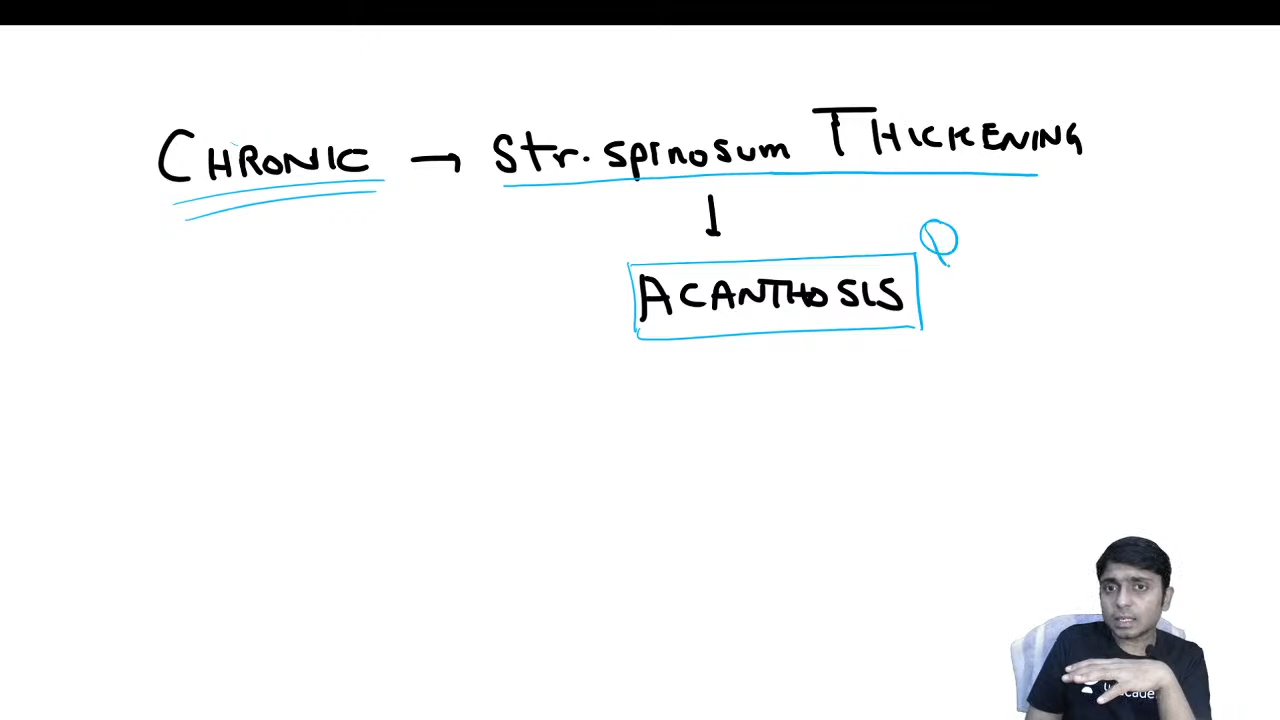 CHRONIC → Str. spinosum THICKENING
↓
ACANTHOSIS Q